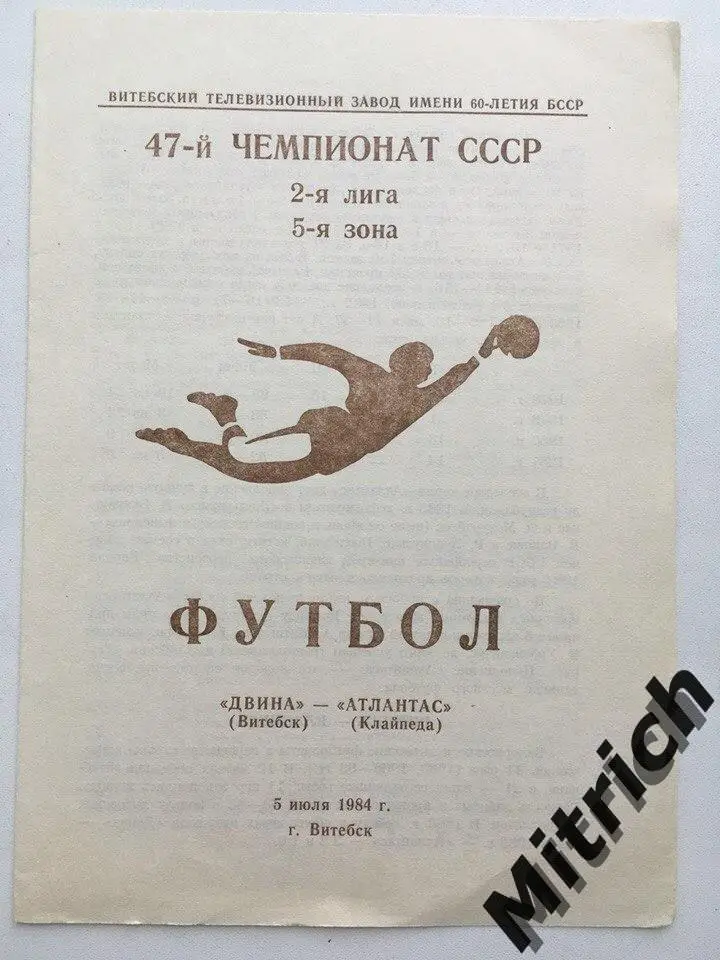 ВИТЕБСКИЙ ТЕЛЕВИЗИОННЫЙ ЗАВОД ИМЕНИ 60-ЛЕТИЯ БССР
47-й ЧЕМПИОНАТ СССР
2-я лига
5-я зона
ФУТБОЛ
«ДВИНА» — «АТЛАНТАС»
(Витебск) (Клайпеда)
5 июля 1984 г.
г. Витебск
Mitrich